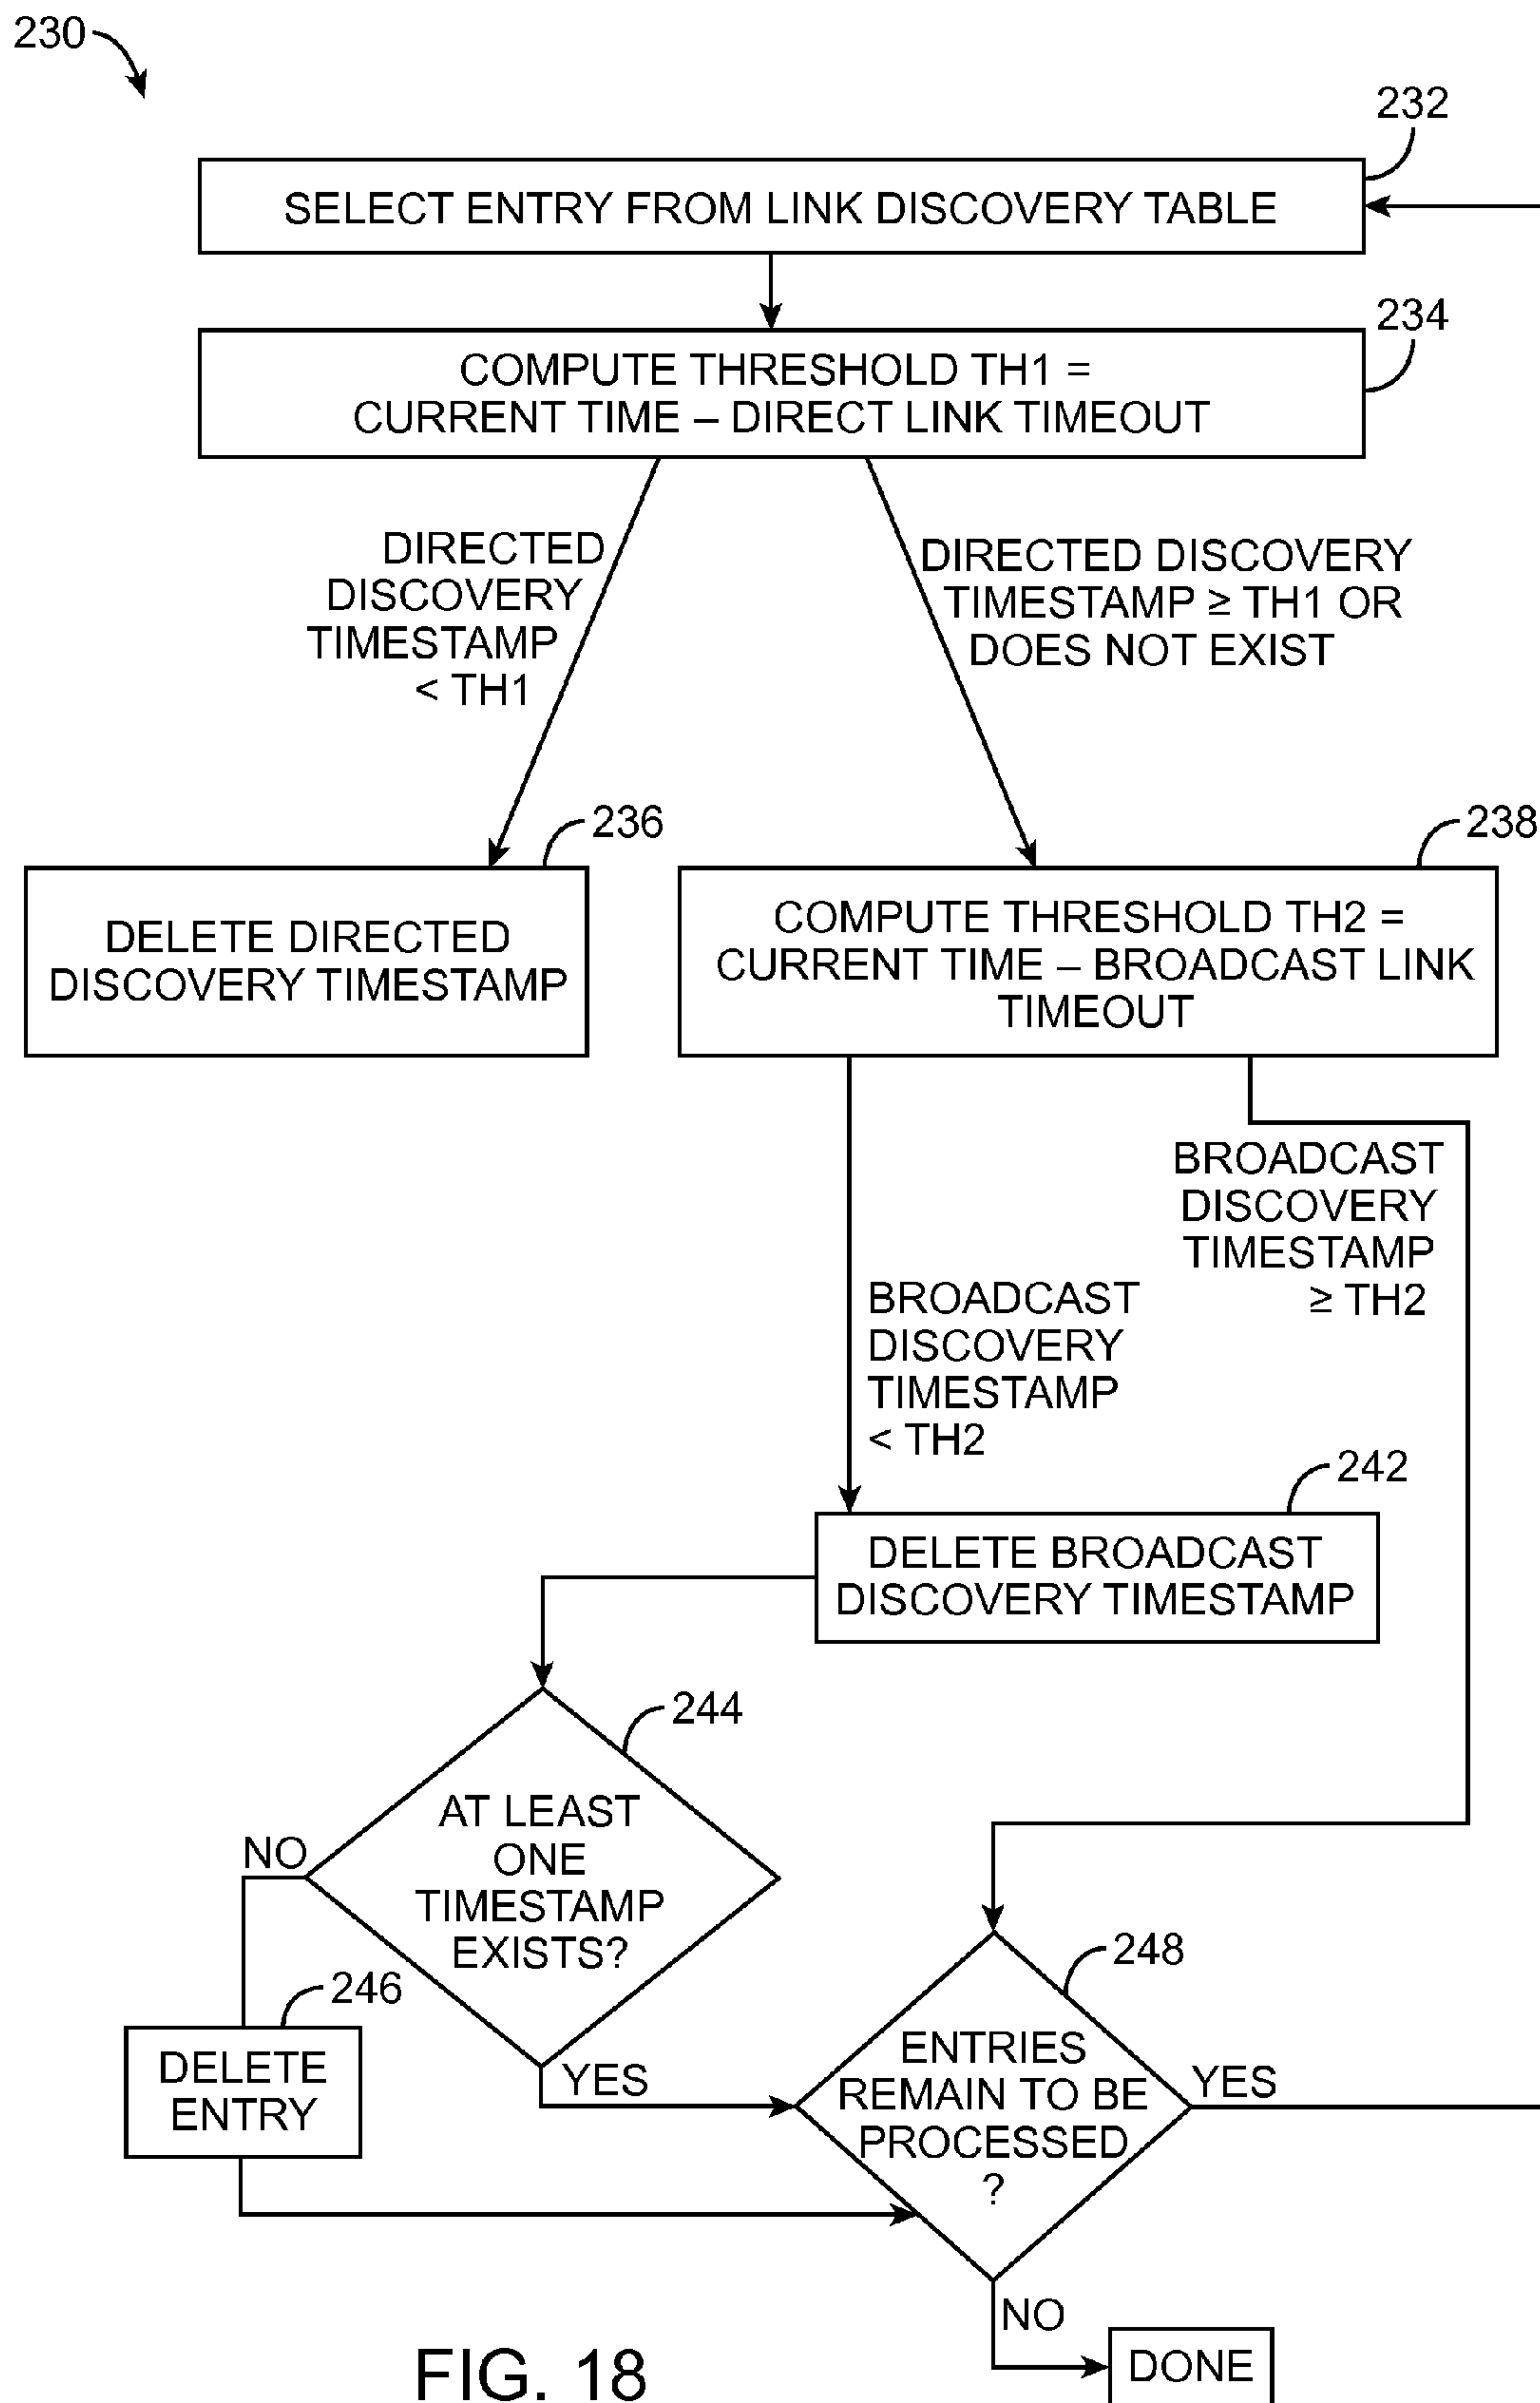 230
232
SELECT ENTRY FROM LINK DISCOVERY TABLE
234
COMPUTE THRESHOLD TH1 =
CURRENT TIME – DIRECT LINK TIMEOUT
DIRECTED
DISCOVERY
TIMESTAMP
< TH1
DIRECTED DISCOVERY
TIMESTAMP ≥ TH1 OR
DOES NOT EXIST
236
DELETE DIRECTED
DISCOVERY TIMESTAMP
238
COMPUTE THRESHOLD TH2 =
CURRENT TIME – BROADCAST LINK
TIMEOUT
BROADCAST
DISCOVERY
TIMESTAMP
≥ TH2
BROADCAST
DISCOVERY
TIMESTAMP
< TH2
242
DELETE BROADCAST
DISCOVERY TIMESTAMP
244
AT LEAST
ONE
TIMESTAMP
EXISTS?
NO
YES
246
DELETE
ENTRY
248
ENTRIES
REMAIN TO BE
PROCESSED
?
YES
NO
DONE
FIG. 18